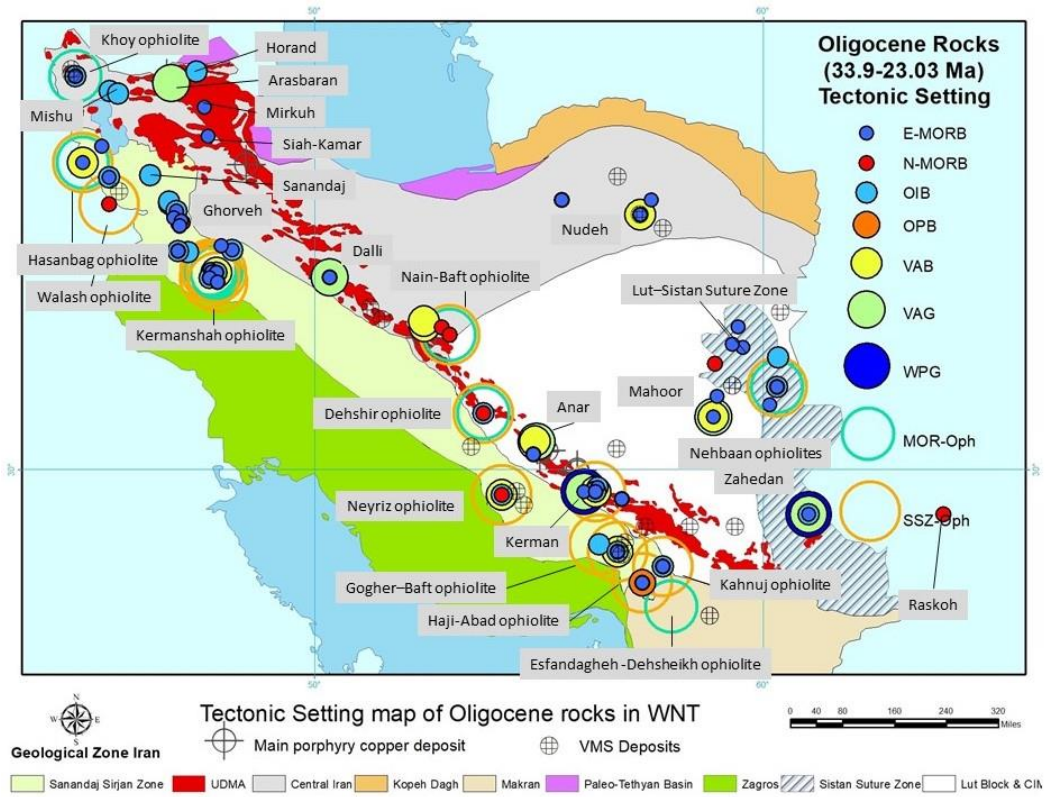 50°
60°
Khoy ophiolite
Horand
Arasbaran
Mishu
Mirkuh
Siah-Kamar
Sanandaj
Ghorveh
Hasanbag ophiolite
Walash ophiolite
Dalli
Nain-Baft ophiolite
Kermanshah ophiolite
Nudeh
Lut–Sistan Suture Zone
Dehshir ophiolite
Anar
Mahoor
Nehbaan ophiolites
Zahedan
30°
30°
Neyriz ophiolite
Kerman
Gogher–Baft ophiolite
Haji-Abad ophiolite
Kahnuj ophiolite
Raskoh
Esfandagheh -Dehsheikh ophiolite
50°
60°
Oligocene Rocks
(33.9-23.03 Ma)
Tectonic Setting
E-MORB
N-MORB
OIB
OPB
VAB
VAG
WPG
MOR-Oph
SSZ-Oph
N
W E
S
Geological Zone Iran
Tectonic Setting map of Oligocene rocks in WNT
Main porphyry copper deposit
VMS Deposits
0 40 80 160 240 320
Miles
Sanandaj Sirjan Zone
UDMA
Central Iran
Kopeh Dagh
Makran
Paleo-Tethyan Basin
Zagros
Sistan Suture Zone
Lut Block &